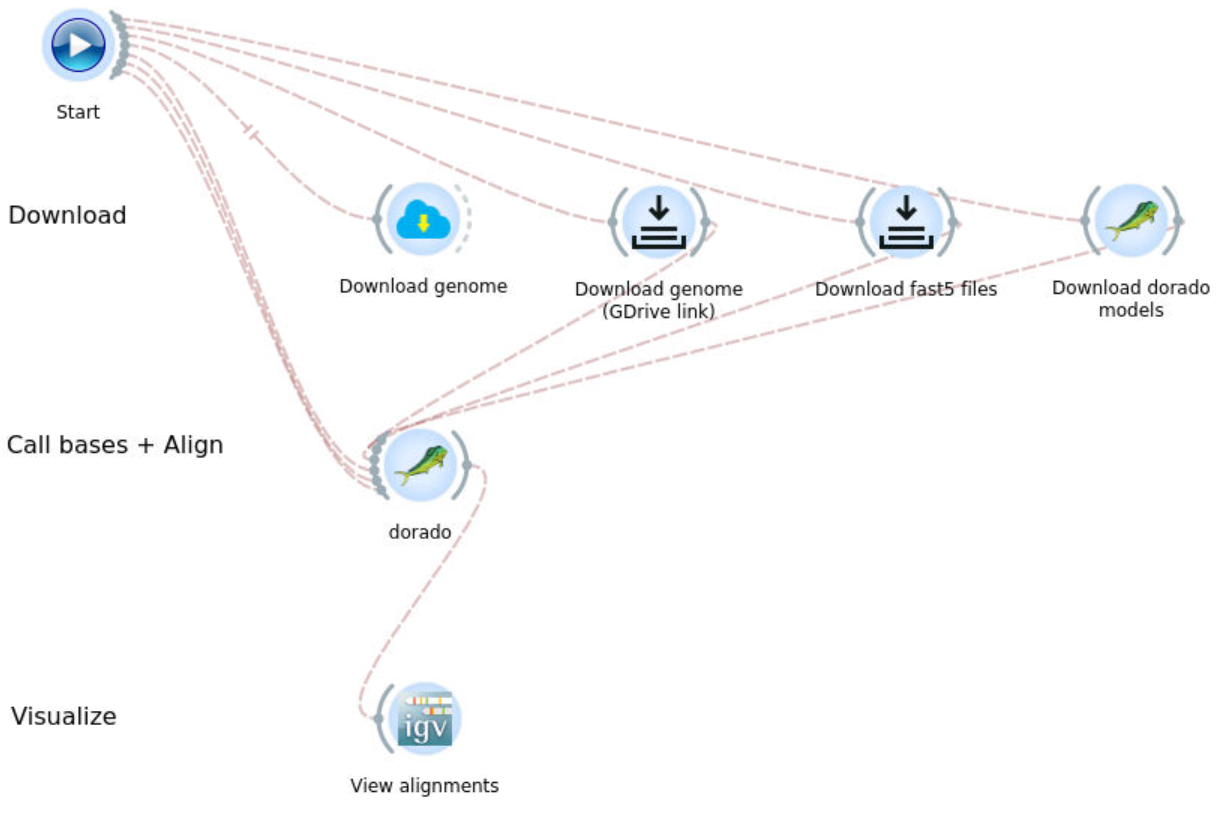 Start
Download
Download genome
Download genome
(GDrive link)
Download fast5 files
Download dorado
models
Call bases + Align
dorado
Visualize
igv
View alignments